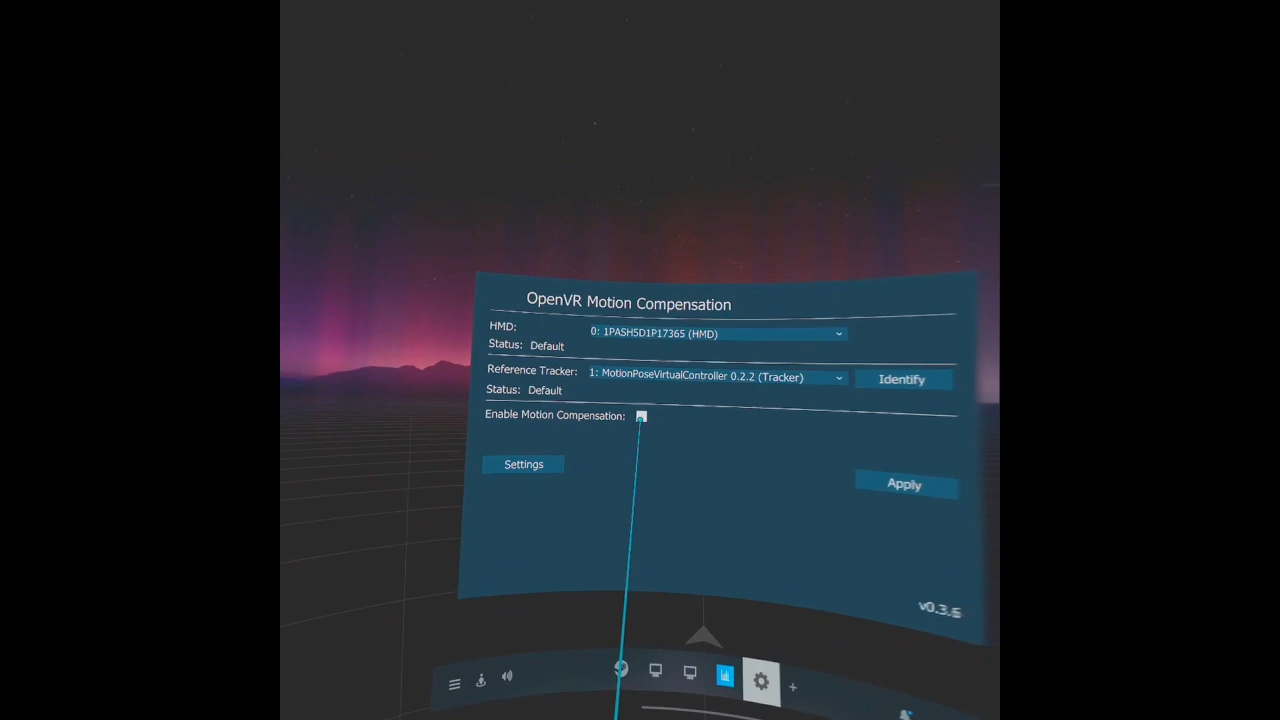 OpenVR Motion Compensation
HMD: 0: 1PASH5D1P17365 (HMD)
Status: Default
Reference Tracker: 1: MotionPoseVirtualController 0.2.2 (Tracker) Identify
Status: Default
Enable Motion Compensation:
Settings
Apply
v0.3.6